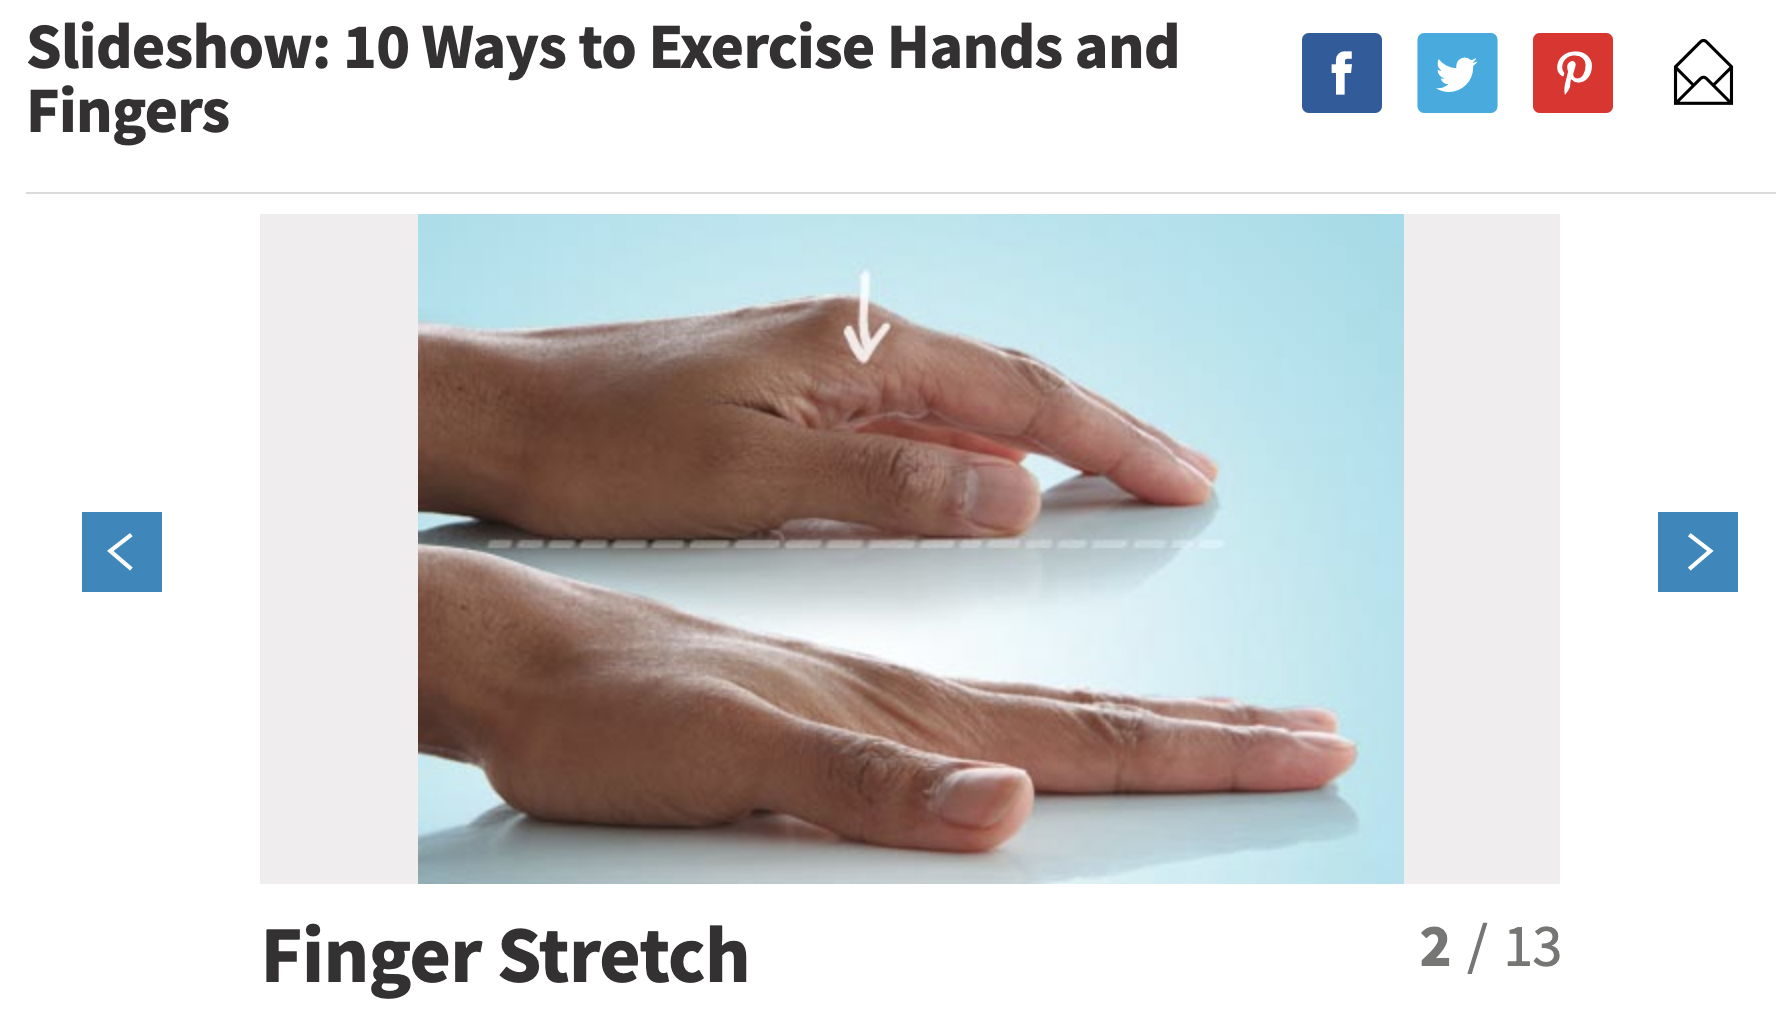 Slideshow: 10 Ways to Exercise Hands and
Fingers
Finger Stretch
2 / 13